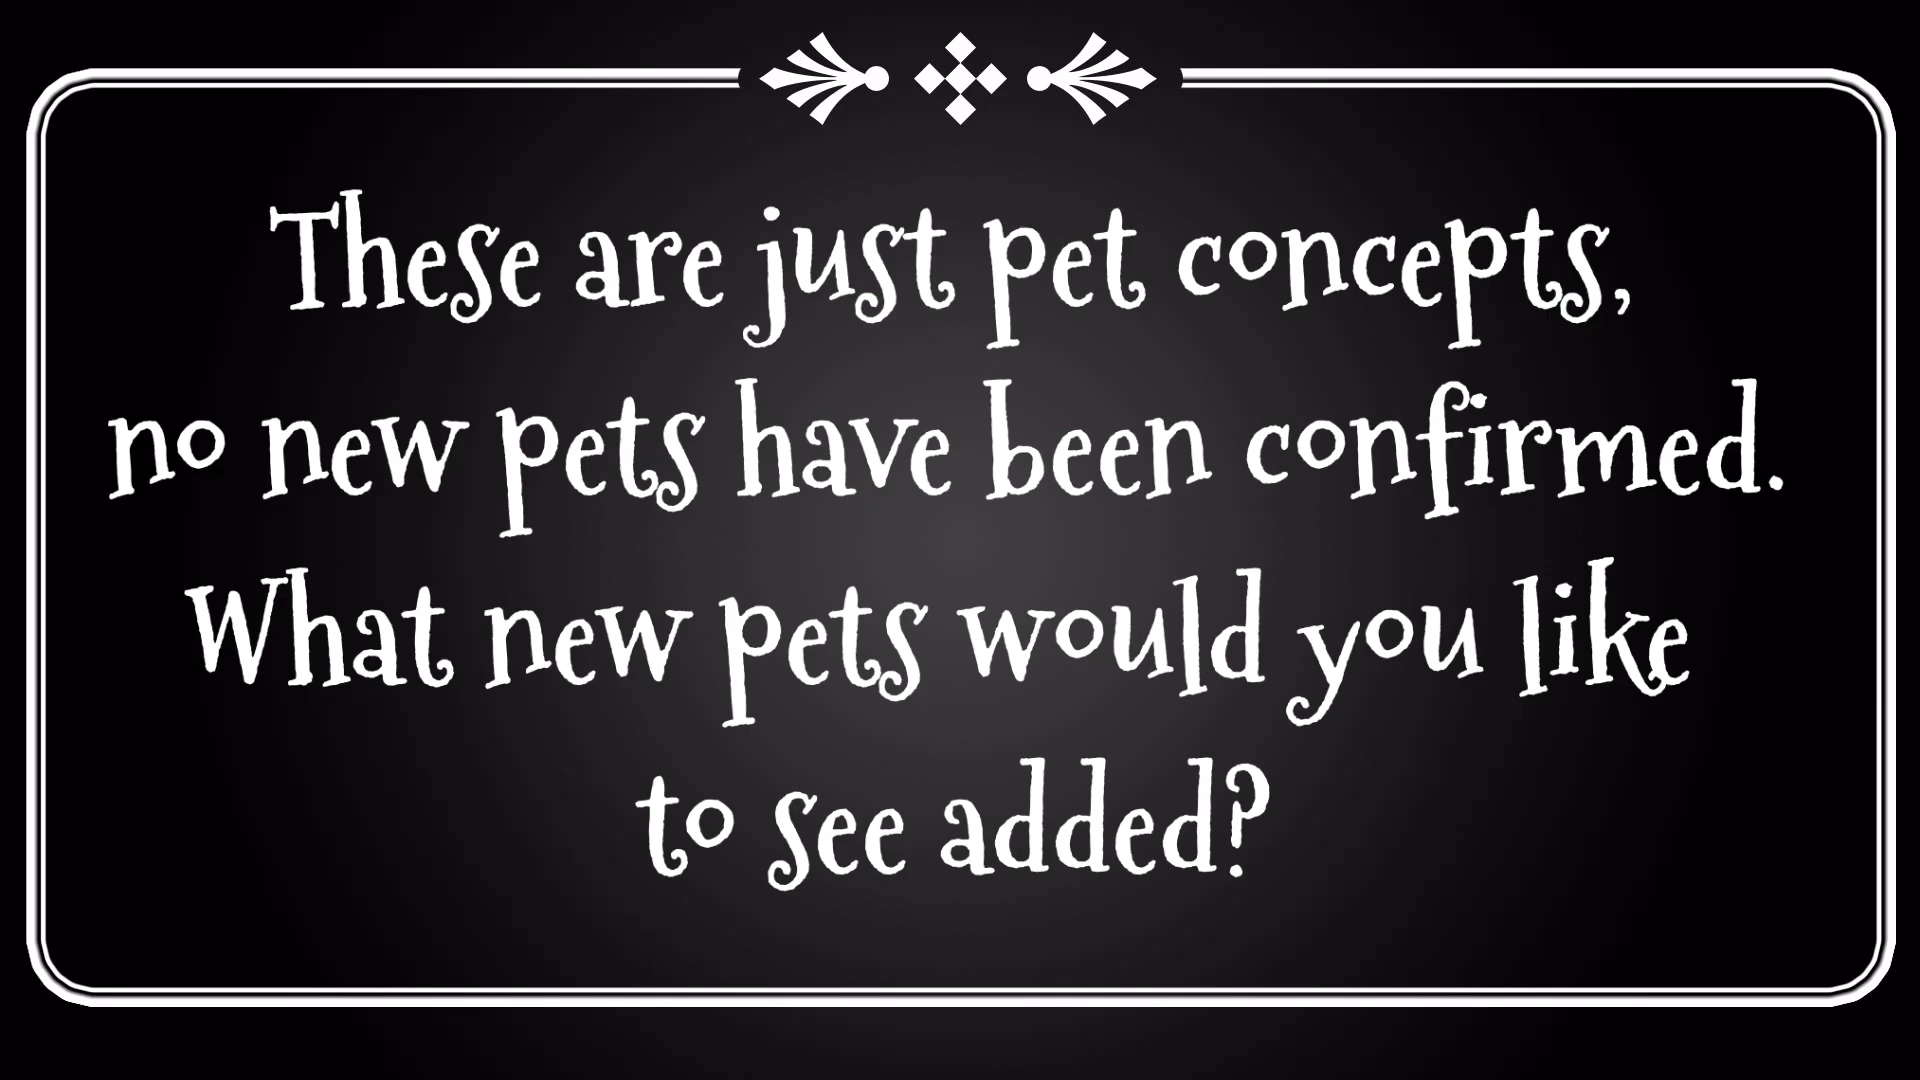 These are just pet concepts,
no new pets have been confirmed.
What new pets would you like
to see added?